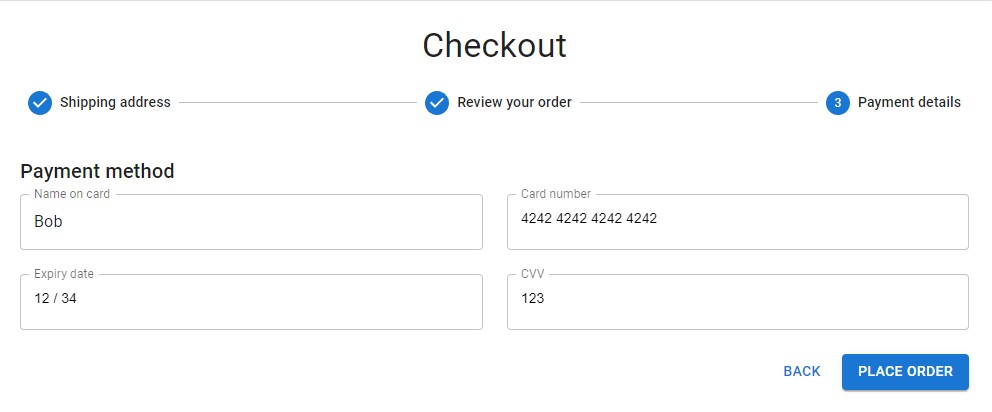 Checkout
Shipping address
Review your order
3 Payment details
Payment method
Name on card
Bob
Card number
4242 4242 4242 4242
Expiry date
12 / 34
CVV
123
BACK
PLACE ORDER